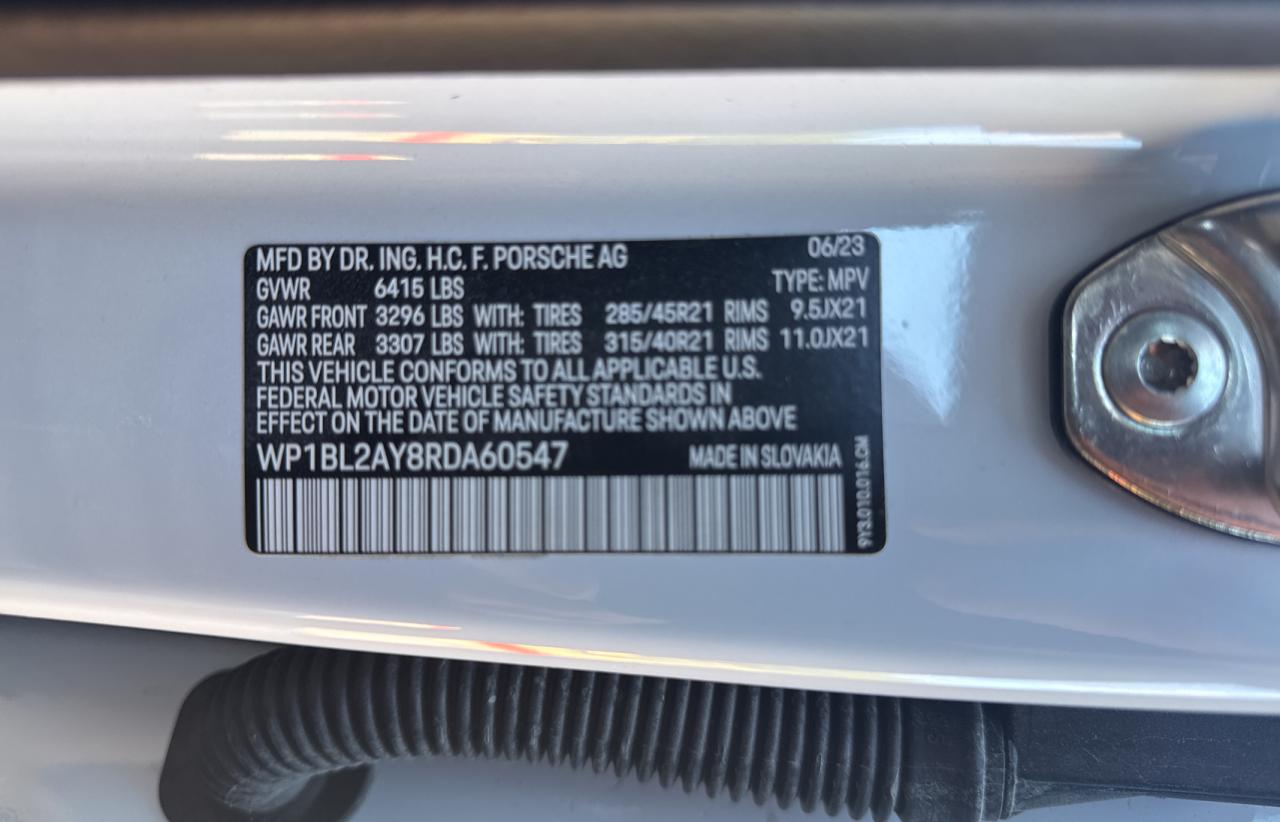 MFD BY DR. ING. H.C. F. PORSCHE AG 06/23
GVWR 6415 LBS TYPE: MPV
GAWR FRONT 3296 LBS WITH: TIRES 285/45R21 RIMS 9.5JX21
GAWR REAR 3307 LBS WITH: TIRES 315/40R21 RIMS 11.0JX21
THIS VEHICLE CONFORMS TO ALL APPLICABLE U.S.
FEDERAL MOTOR VEHICLE SAFETY STANDARDS IN
EFFECT ON THE DATE OF MANUFACTURE SHOWN ABOVE
WP1BL2AY8RDA60547 MADE IN SLOVAKIA
9Y3.010.016.CM